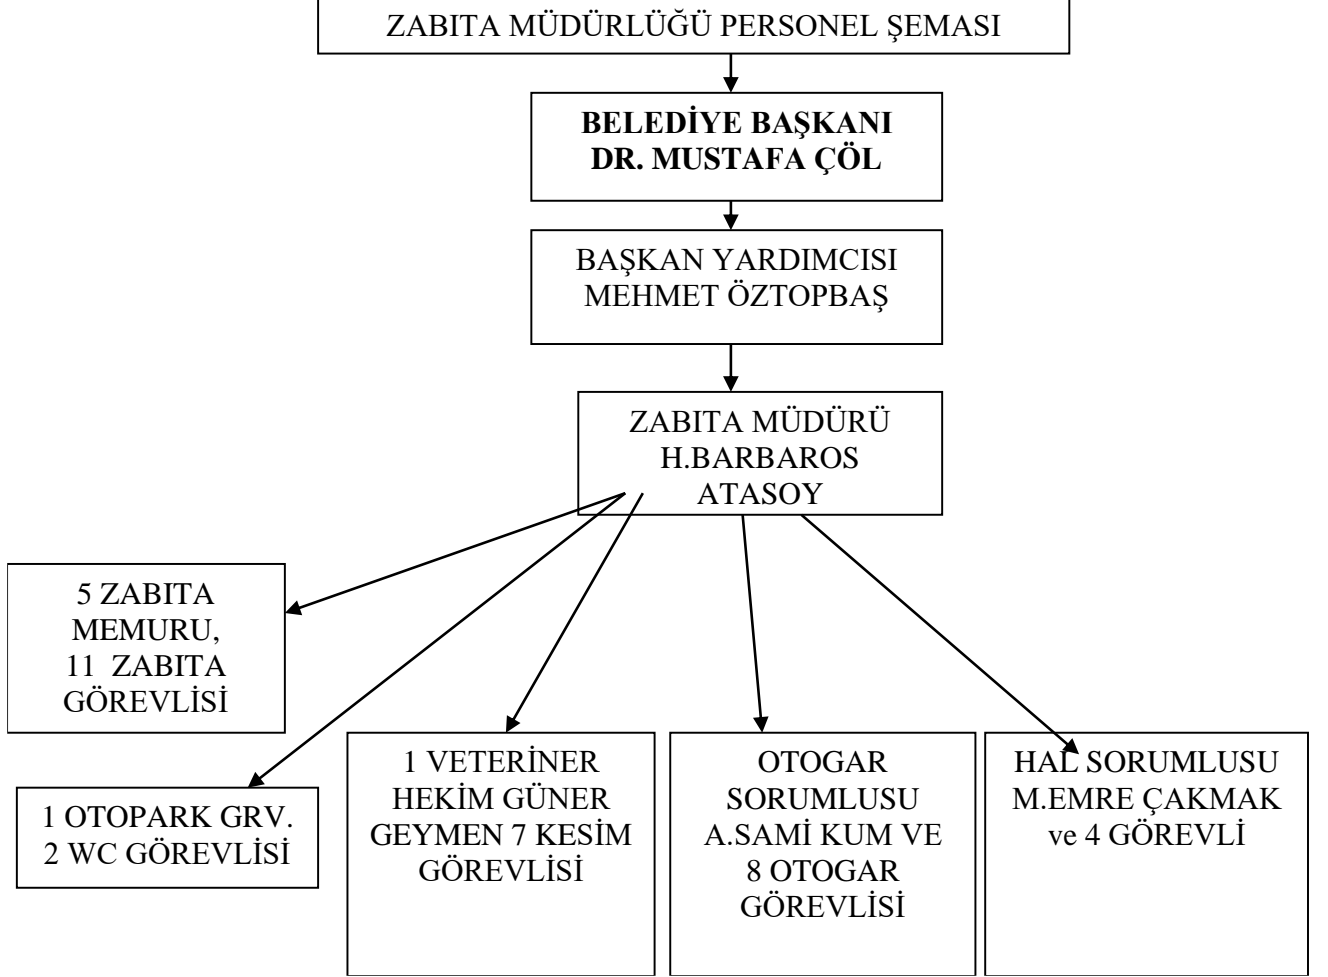 ZABITA MÜDÜRLÜĞÜ PERSONEL ŞEMASI
BELEDİYE BAŞKANI
DR. MUSTAFA ÇÖL
BAŞKAN YARDIMCISI
MEHMET ÖZTOPBAŞ
ZABITA MÜDÜRÜ
H.BARBAROS
ATASOY
5 ZABITA
MEMURU,
11 ZABITA
GÖREVLİSİ
1 OTOPARK GRV.
2 WC GÖREVLİSİ
1 VETERİNER
HEKİM GÜNER
GEYMEN 7 KESİM
GÖREVLİSİ
OTOGAR
SORUMLUSU
A.SAMİ KUM VE
8 OTOGAR
GÖREVLİSİ
HAL SORUMLUSU
M.EMRE ÇAKMAK
ve 4 GÖREVLİ